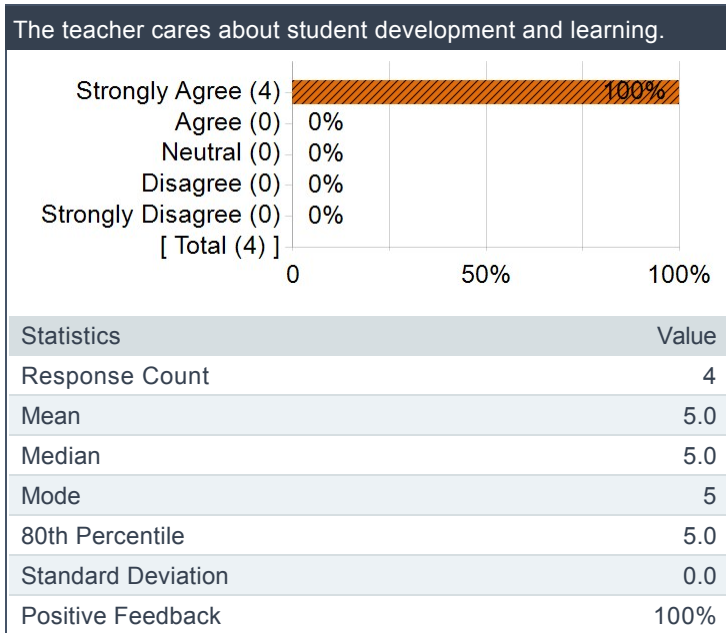 The teacher cares about student development and learning.
Strongly Agree (4) 100%
Agree (0) 0%
Neutral (0) 0%
Disagree (0) 0%
Strongly Disagree (0) 0%
[ Total (4) ]
0 50% 100%
Statistics Value
Response Count 4
Mean 5.0
Median 5.0
Mode 5
80th Percentile 5.0
Standard Deviation 0.0
Positive Feedback 100%